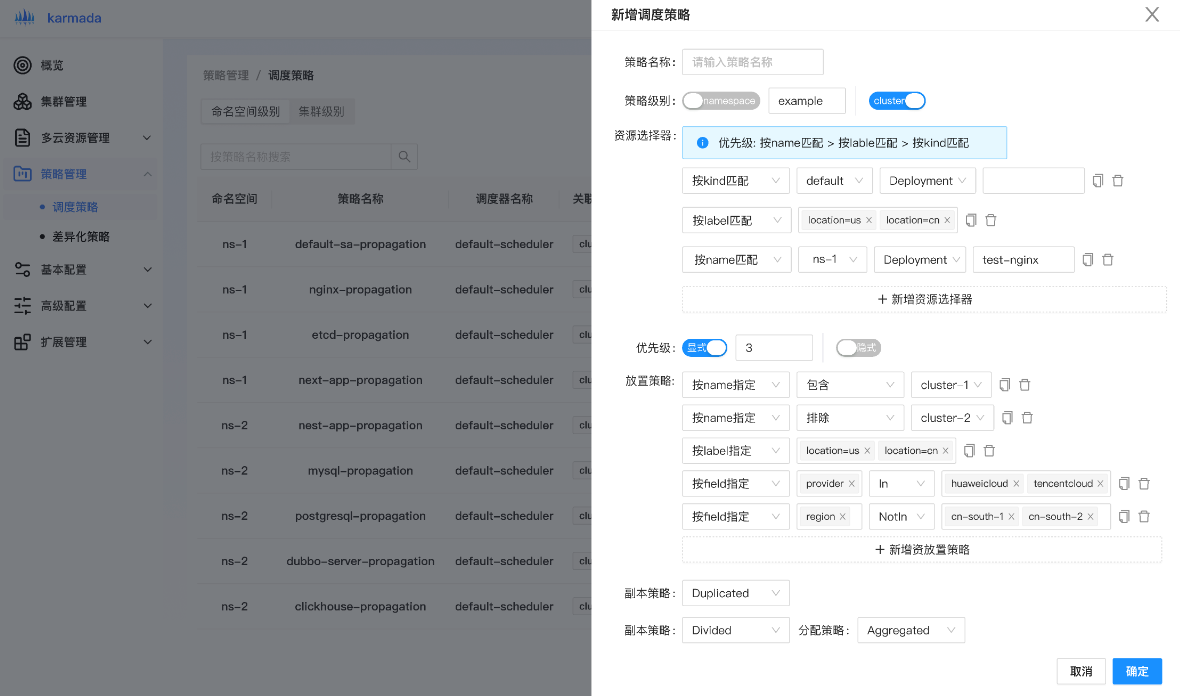 karmada
概览
集群管理
多云资源管理
策略管理
调度策略
差异化策略
基本配置
高级配置
扩展管理
策略管理 / 调度策略
命名空间级别 集群级别
按策略名称搜索
命名空间 策略名称 调度器名称 关联
ns-1 default-sa-propagation default-scheduler clu
ns-1 nginx-propagation default-scheduler clu
ns-1 etcd-propagation default-scheduler clu
ns-1 next-app-propagation default-scheduler clu
ns-2 nest-app-propagation default-scheduler clu
ns-2 mysql-propagation default-scheduler clu
ns-2 postgresql-propagation default-scheduler clu
ns-2 dubbo-server-propagation default-scheduler clu
ns-2 clickhouse-propagation default-scheduler clu
新增调度策略
策略名称: 请输入策略名称
策略级别: namespace example cluster
资源选择器: 优先级: 按name匹配 > 按lable匹配 > 按kind匹配
按kind匹配 default Deployment
按label匹配 location=us × location=cn ×
按name匹配 ns-1 Deployment test-nginx
+ 新增资源选择器
优先级: 显式 3 隐式
放置策略: 按name指定 包含 cluster-1
按name指定 排除 cluster-2
按label指定 location=us × location=cn ×
按field指定 provider × In huaweicloud × tencentcloud ×
按field指定 region × NotIn cn-south-1 × cn-south-2 ×
+ 新增资放置策略
副本策略: Duplicated
副本策略: Divided 分配策略: Aggregated
取消 确定